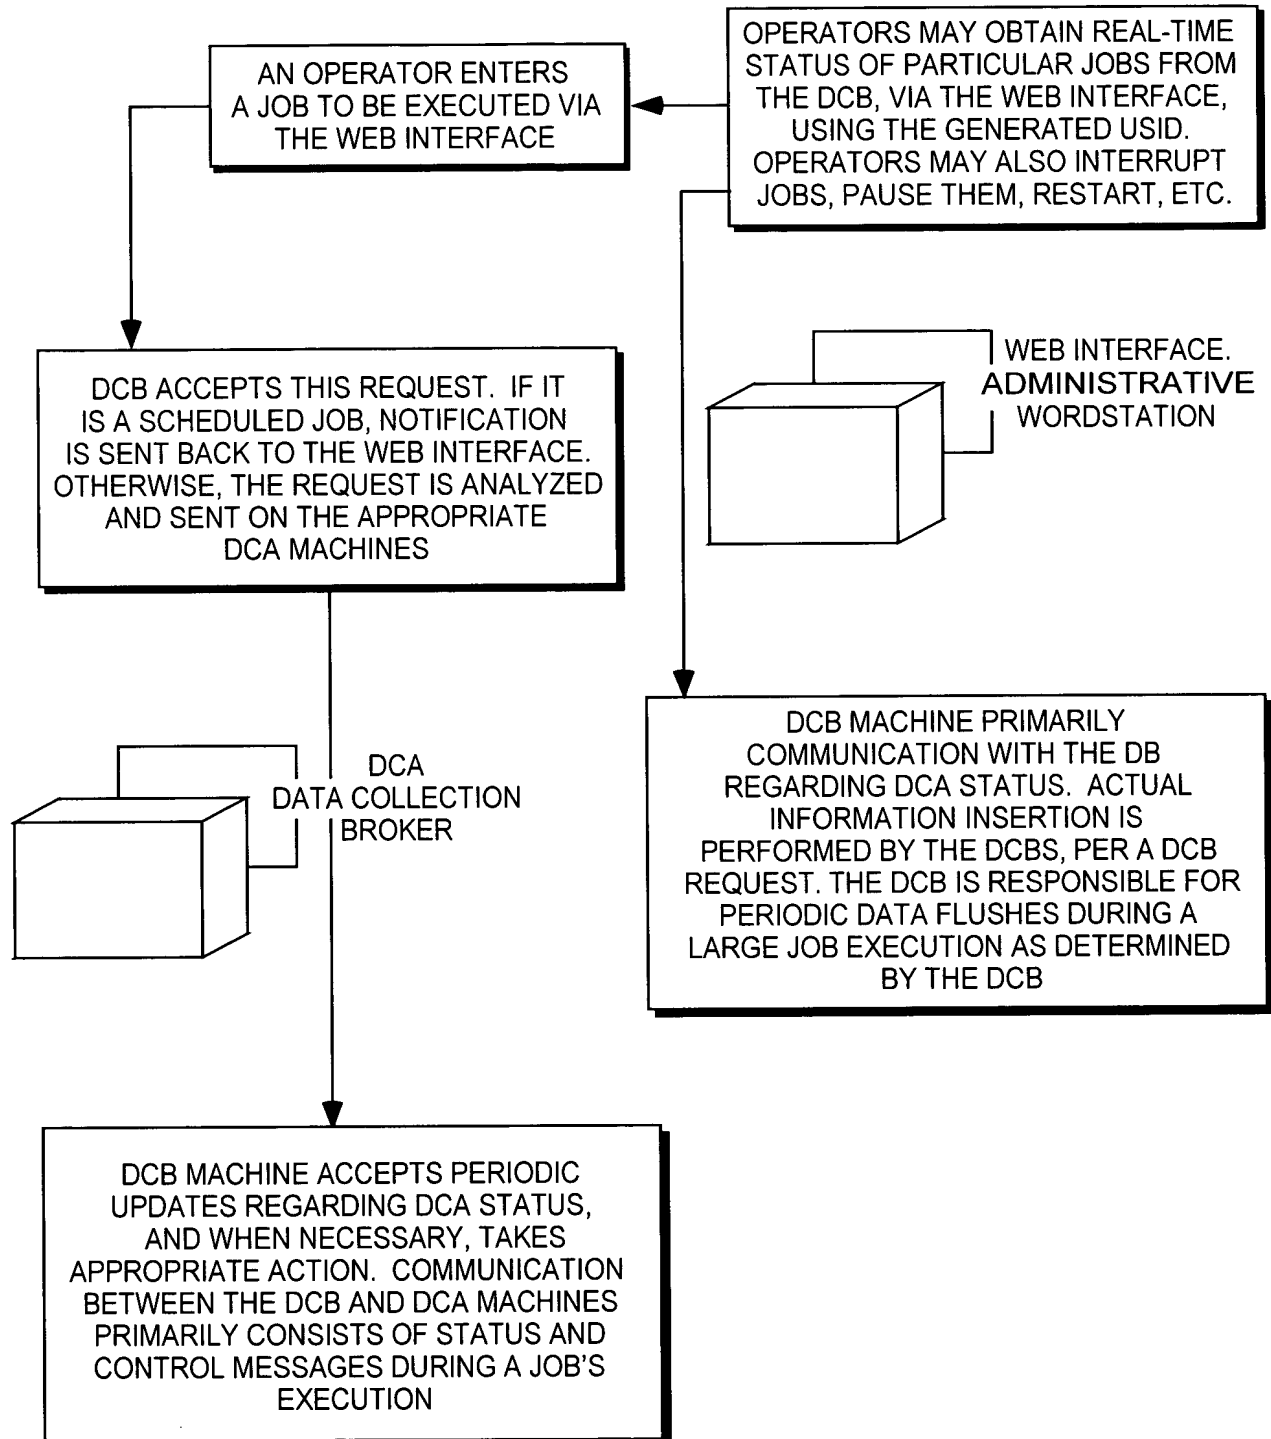 AN OPERATOR ENTERS
A JOB TO BE EXECUTED VIA
THE WEB INTERFACE
OPERATORS MAY OBTAIN REAL-TIME
STATUS OF PARTICULAR JOBS FROM
THE DCB, VIA THE WEB INTERFACE,
USING THE GENERATED USID.
OPERATORS MAY ALSO INTERRUPT
JOBS, PAUSE THEM, RESTART, ETC.
DCB ACCEPTS THIS REQUEST. IF IT
IS A SCHEDULED JOB, NOTIFICATION
IS SENT BACK TO THE WEB INTERFACE.
OTHERWISE, THE REQUEST IS ANALYZED
AND SENT ON THE APPROPRIATE
DCA MACHINES
WEB INTERFACE.
ADMINISTRATIVE
WORDSTATION
DCA
DATA COLLECTION
BROKER
DCB MACHINE PRIMARILY
COMMUNICATION WITH THE DB
REGARDING DCA STATUS. ACTUAL
INFORMATION INSERTION IS
PERFORMED BY THE DCBS, PER A DCB
REQUEST. THE DCB IS RESPONSIBLE FOR
PERIODIC DATA FLUSHES DURING A
LARGE JOB EXECUTION AS DETERMINED
BY THE DCB
DCB MACHINE ACCEPTS PERIODIC
UPDATES REGARDING DCA STATUS,
AND WHEN NECESSARY, TAKES
APPROPRIATE ACTION. COMMUNICATION
BETWEEN THE DCB AND DCA MACHINES
PRIMARILY CONSISTS OF STATUS AND
CONTROL MESSAGES DURING A JOB'S
EXECUTION